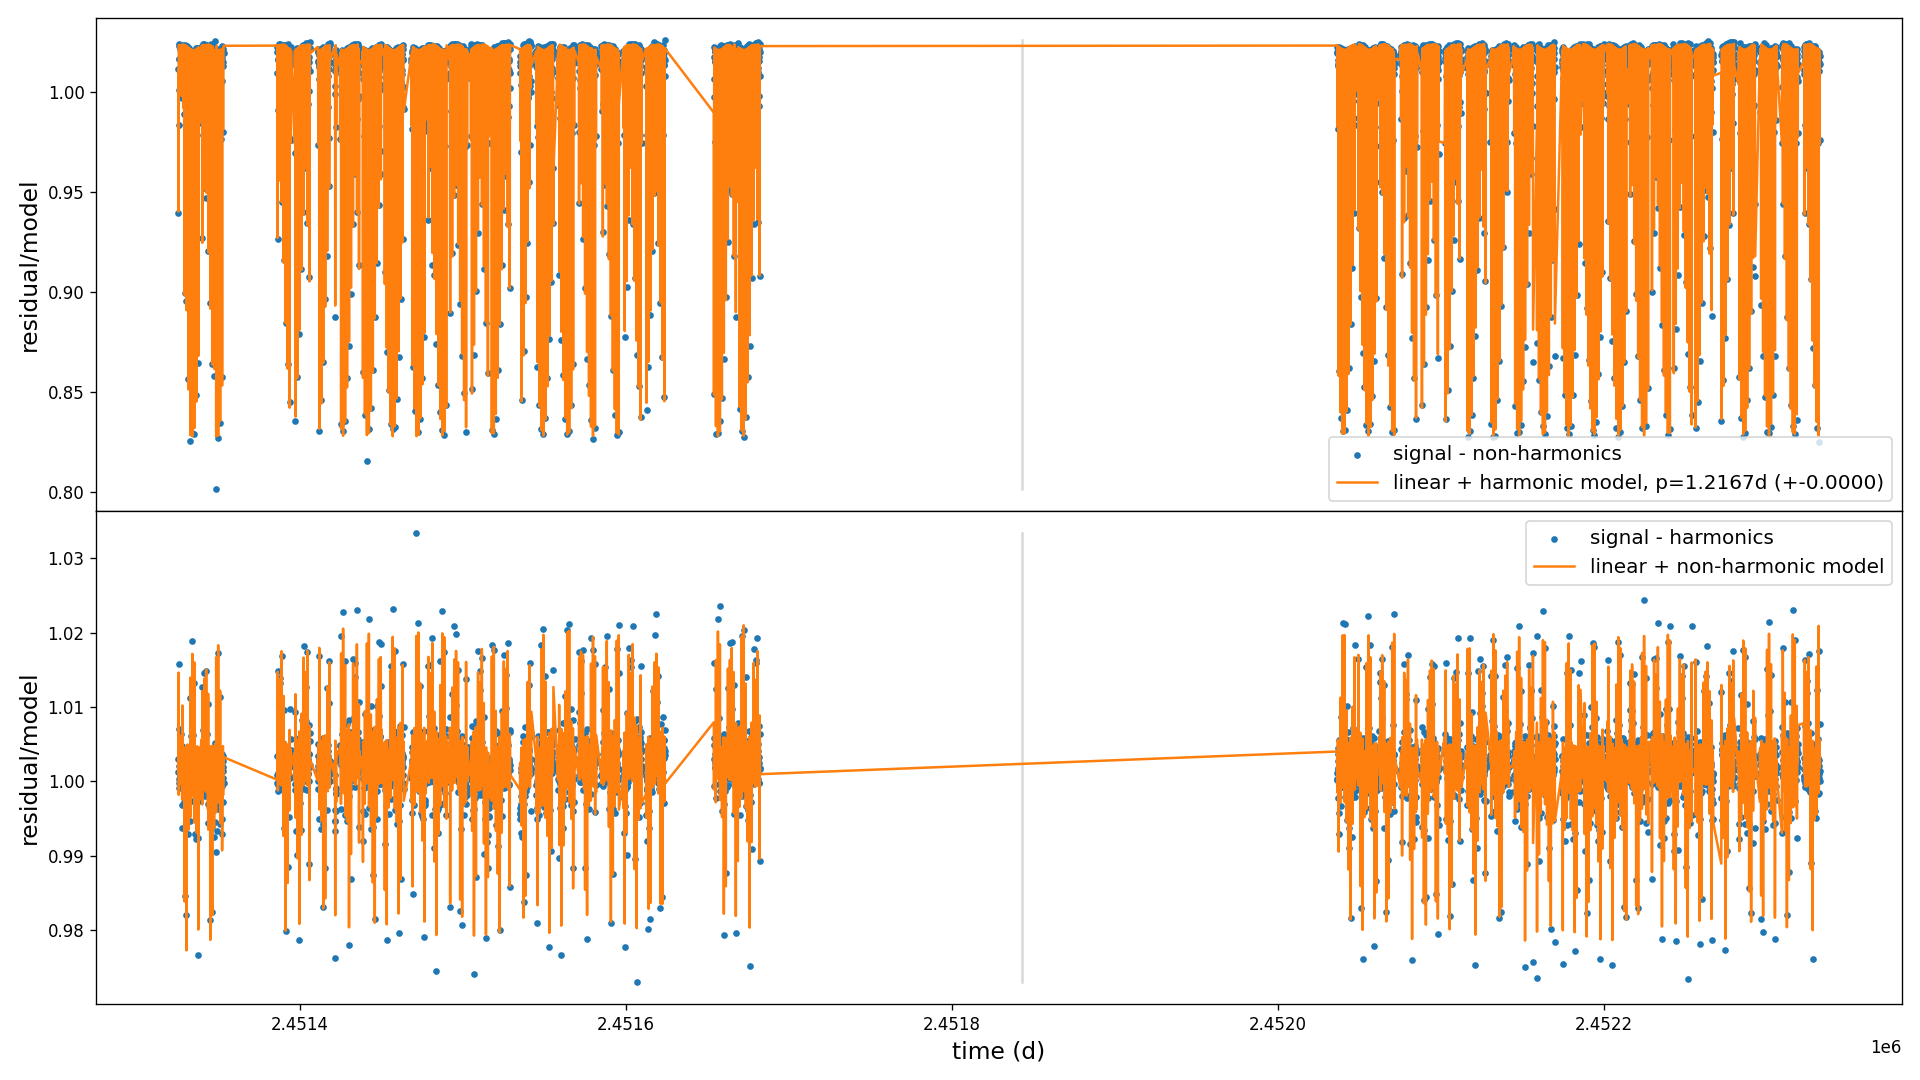 1.00
0.95
0.90
0.85
0.80
residual/model
signal - non-harmonics
linear + harmonic model, p=1.2167d (+-0.0000)
1.03
1.02
1.01
1.00
0.99
0.98
residual/model
signal - harmonics
linear + non-harmonic model
2.4514
2.4516
2.4518
2.4520
2.4522
time (d)
1e6